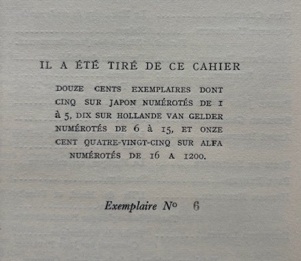 IL A ÉTÉ TIRÉ DE CE CAHIER
DOUZE CENTS EXEMPLAIRES DONT
CINQ SUR JAPON NUMÉROTÉS DE 1
à 5, DIX SUR HOLLANDE VAN GELDER
NUMÉROTÉS DE 6 à 15, ET ONZE
CENT QUATRE-VINGT-CINQ SUR ALFA
NUMÉROTÉS DE 16 A 1200.
Exemplaire No 6